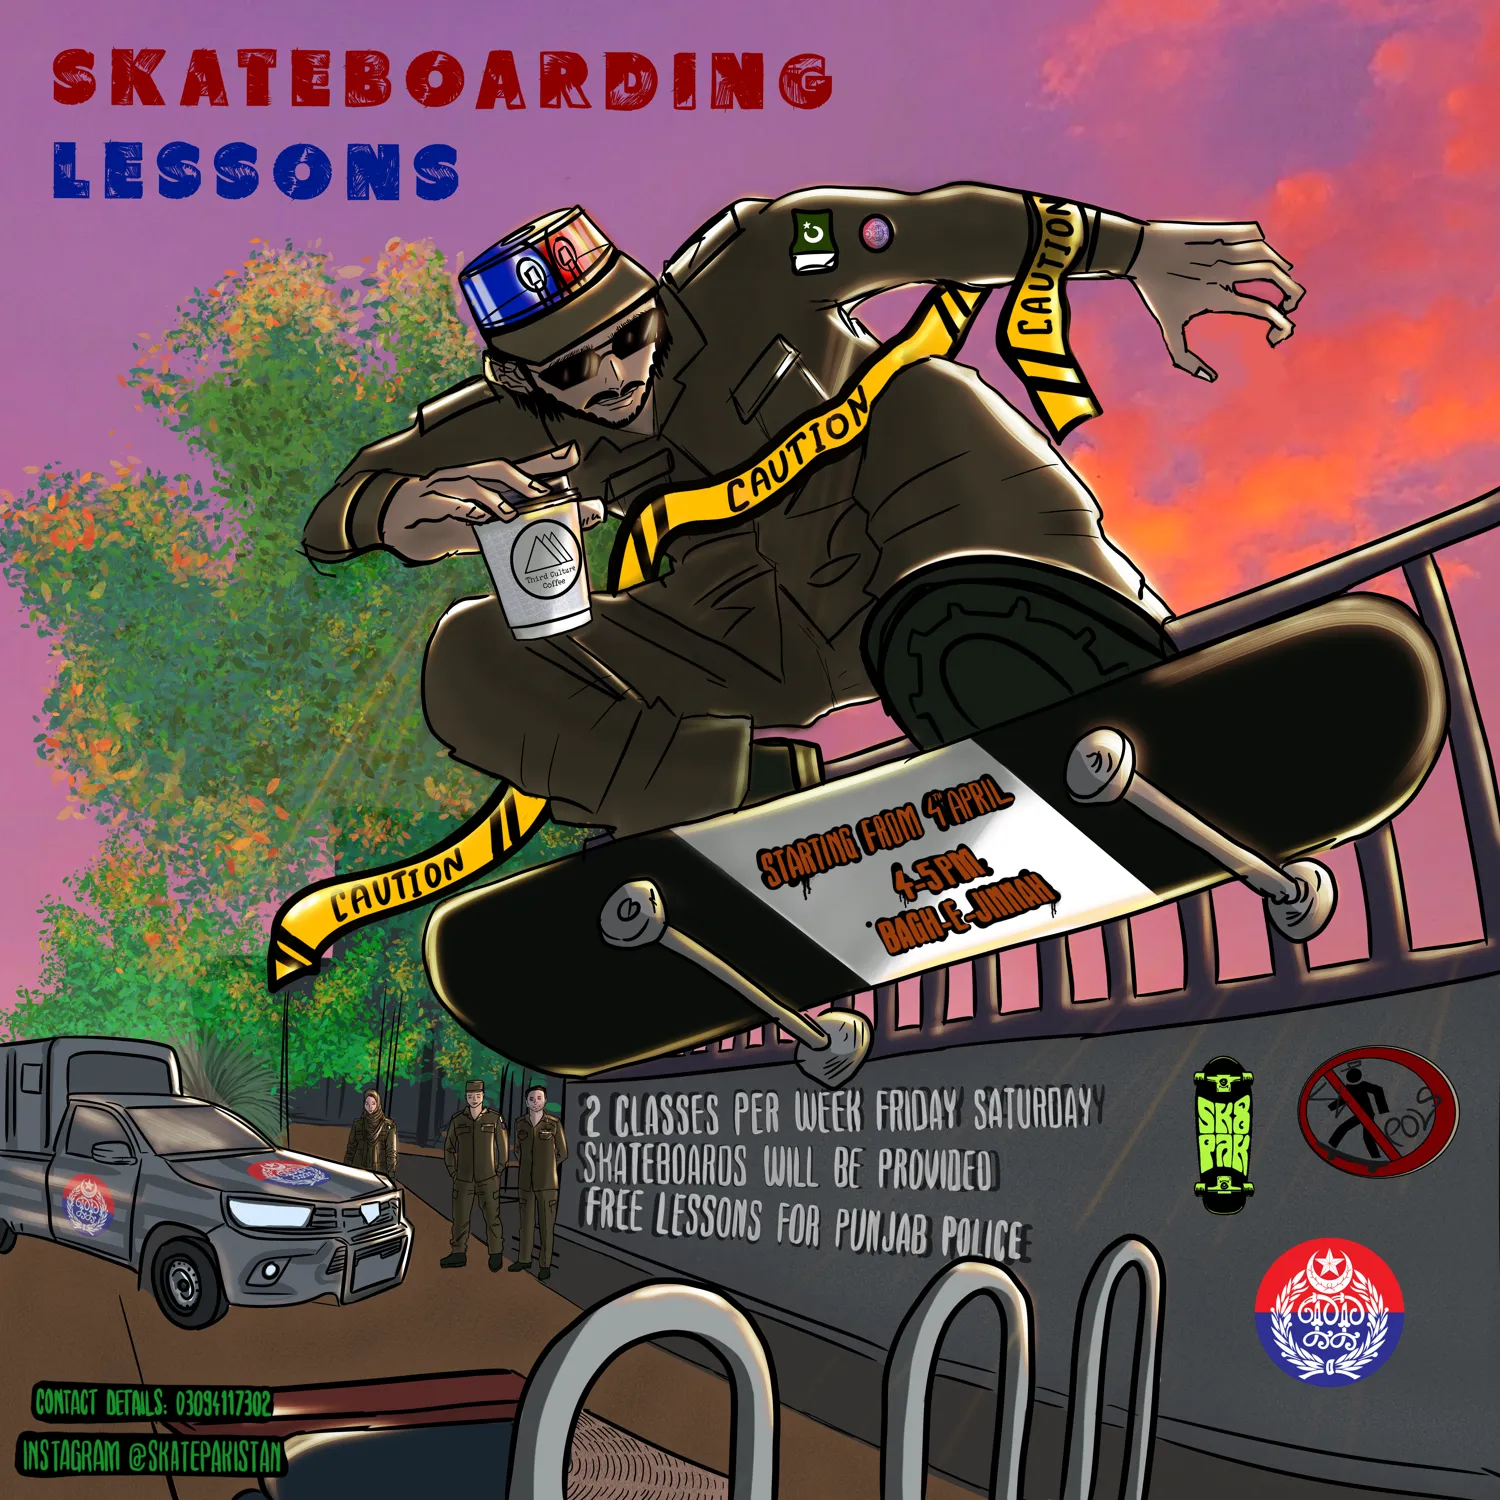 SKATEBOARDING
LESSONS
CAUTION
CAUTION
CAUTION
CAUTION
Third Culture
Coffee
STARTING FROM 4TH APRIL
4-5PM
BAGH-E-JINNAH
2 CLASSES PER WEEK FRIDAY SATURDAY
SKATEBOARDS WILL BE PROVIDED
FREE LESSONS FOR PUNJAB POLICE
SK8
PAK
CONTACT DETAILS: 03094117302
INSTAGRAM @SKATEPAKISTAN